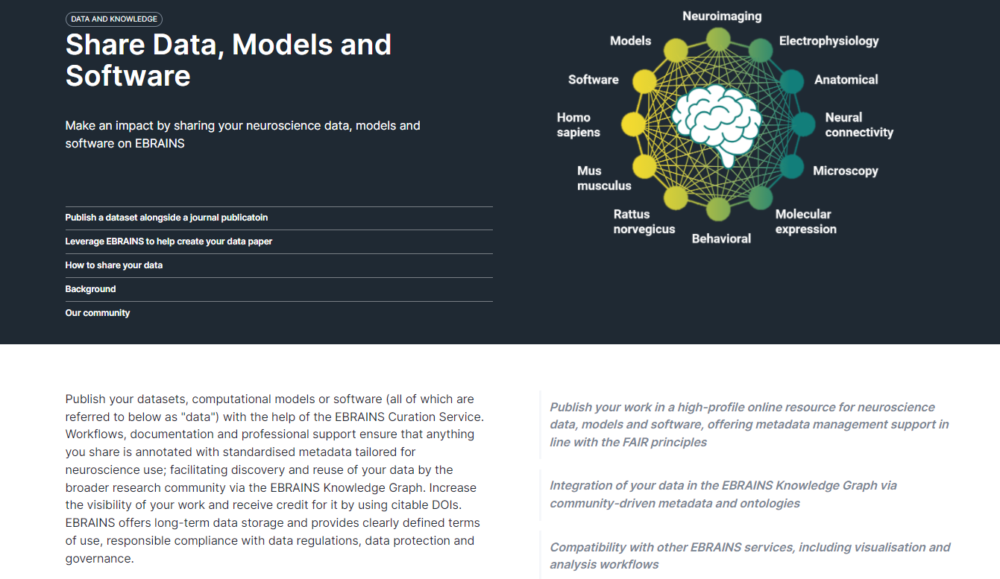 DATA AND KNOWLEDGE
Share Data, Models and
Software
Make an impact by sharing your neuroscience data, models and
software on EBRAINS
Publish a dataset alongside a journal publicatoin
Leverage EBRAINS to help create your data paper
How to share your data
Background
Our community
Neuroimaging
Models
Electrophysiology
Software
Anatomical
Homo
sapiens
Neural
connectivity
Mus
musculus
Microscopy
Rattus
norvegicus
Molecular
expression
Behavioral
Publish your datasets, computational models or software (all of which are
referred to below as "data") with the help of the EBRAINS Curation Service.
Workflows, documentation and professional support ensure that anything
you share is annotated with standardised metadata tailored for
neuroscience use; facilitating discovery and reuse of your data by the
broader research community via the EBRAINS Knowledge Graph. Increase
the visibility of your work and receive credit for it by using citable DOIs.
EBRAINS offers long-term data storage and provides clearly defined terms
of use, responsible compliance with data regulations, data protection and
governance.
Publish your work in a high-profile online resource for neuroscience
data, models and software, offering metadata management support in
line with the FAIR principles
Integration of your data in the EBRAINS Knowledge Graph via
community-driven metadata and ontologies
Compatibility with other EBRAINS services, including visualisation and
analysis workflows